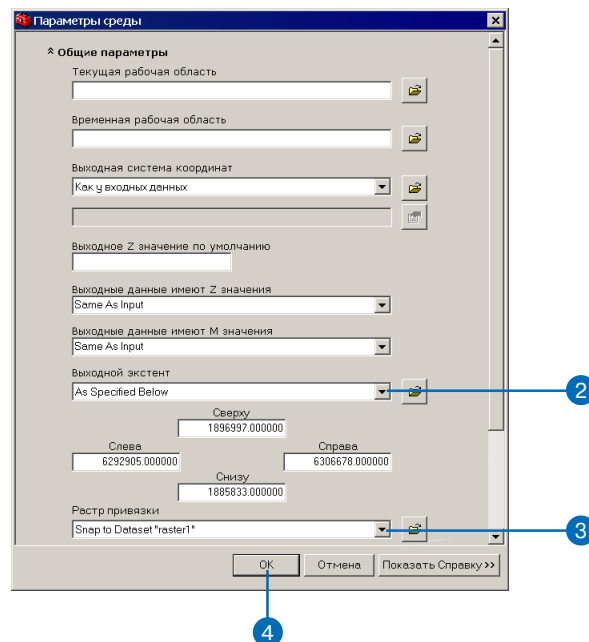 Параметры среды
Общие параметры
Текущая рабочая область
Временная рабочая область
Выходная система координат
Как у входных данных
Выходное Z значение по умолчанию
Выходные данные имеют Z значения
Same As Input
Выходные данные имеют M значения
Same As Input
Выходной экстент
As Specified Below
2
Сверху
1896997.000000
Слева Справа
6292905.000000 6306678.000000
Снизу
1885833.000000
Растр привязки
Snap to Dataset "raster1"
3
OK Отмена Показать Справку >>
4